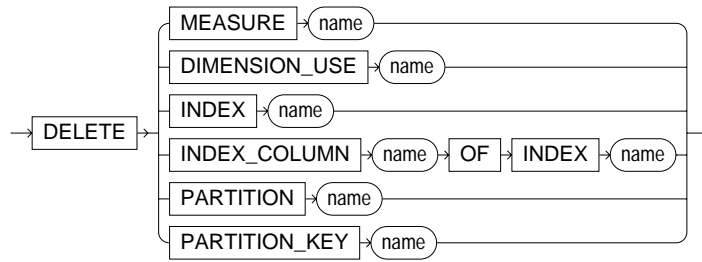 MEASURE name
DIMENSION_USE name
INDEX name
DELETE
INDEX_COLUMN name OF INDEX name
PARTITION name
PARTITION_KEY name